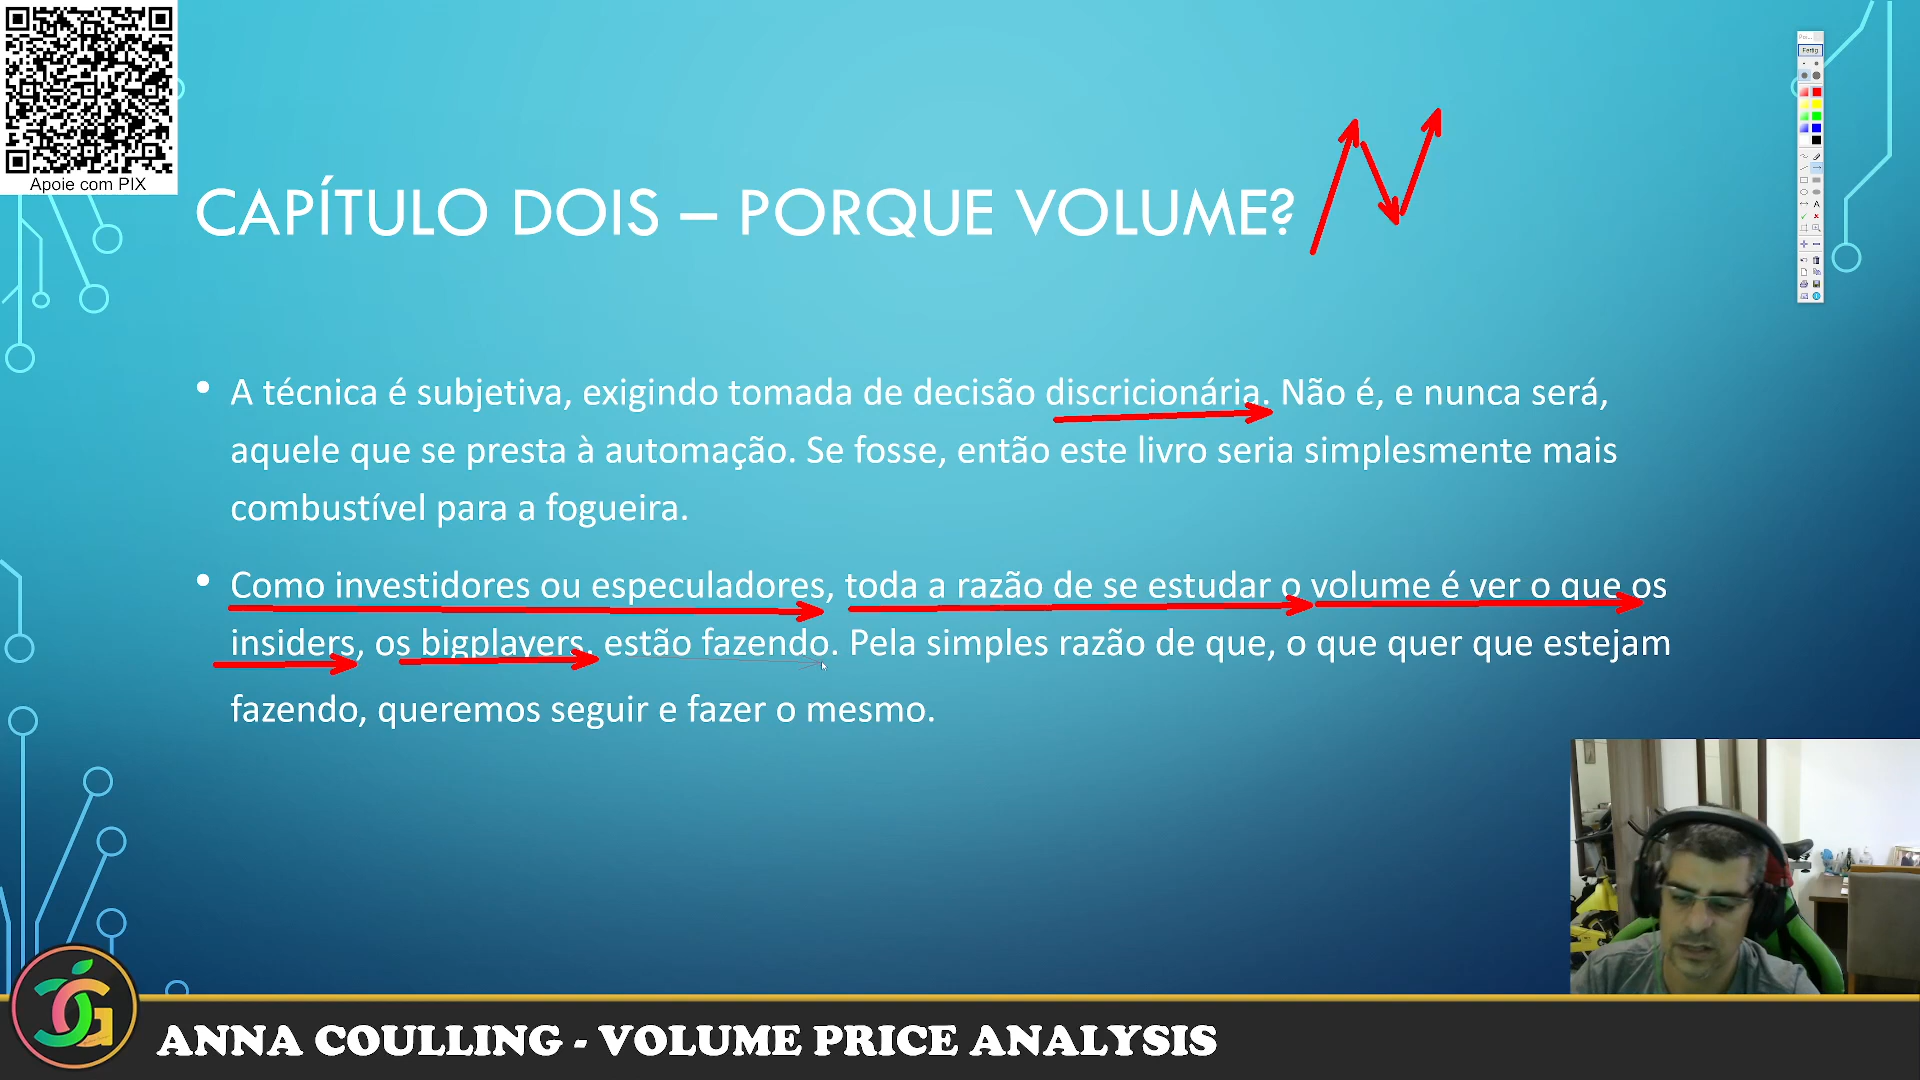 Apoie com PIX
CAPÍTULO DOIS – PORQUE VOLUME?
• A técnica é subjetiva, exigindo tomada de decisão discricionária. Não é, e nunca será,
aquele que se presta à automação. Se fosse, então este livro seria simplesmente mais
combustível para a fogueira.
• Como investidores ou especuladores, toda a razão de se estudar o volume é ver o que os
insiders, os bigplayers, estão fazendo. Pela simples razão de que, o que quer que estejam
fazendo, queremos seguir e fazer o mesmo.
Fertig
A
ANNA COULLING - VOLUME PRICE ANALYSIS